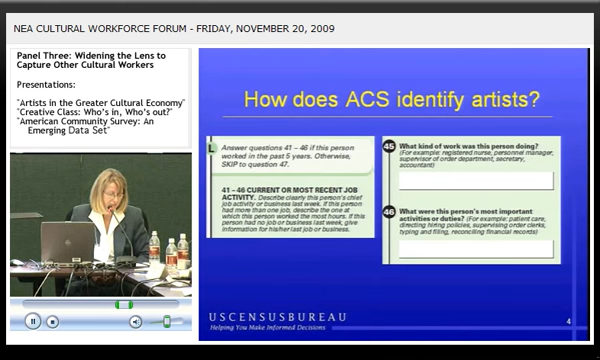 NEA CULTURAL WORKFORCE FORUM - FRIDAY, NOVEMBER 20, 2009
Panel Three: Widening the Lens to
Capture Other Cultural Workers
Presentations:
"Artists in the Greater Cultural Economy"
"Creative Class: Who's in, Who's out?"
"American Community Survey: An
Emerging Data Set"
How does ACS identify artists?
L
Answer questions 41 – 46 if this person
worked in the past 5 years. Otherwise,
SKIP to question 47.
41 – 46 CURRENT OR MOST RECENT JOB
ACTIVITY. Describe clearly this person's chief
job activity or business last week. If this person
had more than one job, describe the one at
which this person worked the most hours. If this
person had no job or business last week, give
information for his/her last job or business.
45 What kind of work was this person doing?
(For example: registered nurse, personnel manager,
supervisor of order department, secretary,
accountant)
46 What were this person's most important
activities or duties? (For example: patient care,
directing hiring policies, supervising order clerks,
typing and filing, reconciling financial records)
USCENSUSBUREAU
Helping You Make Informed Decisions
4